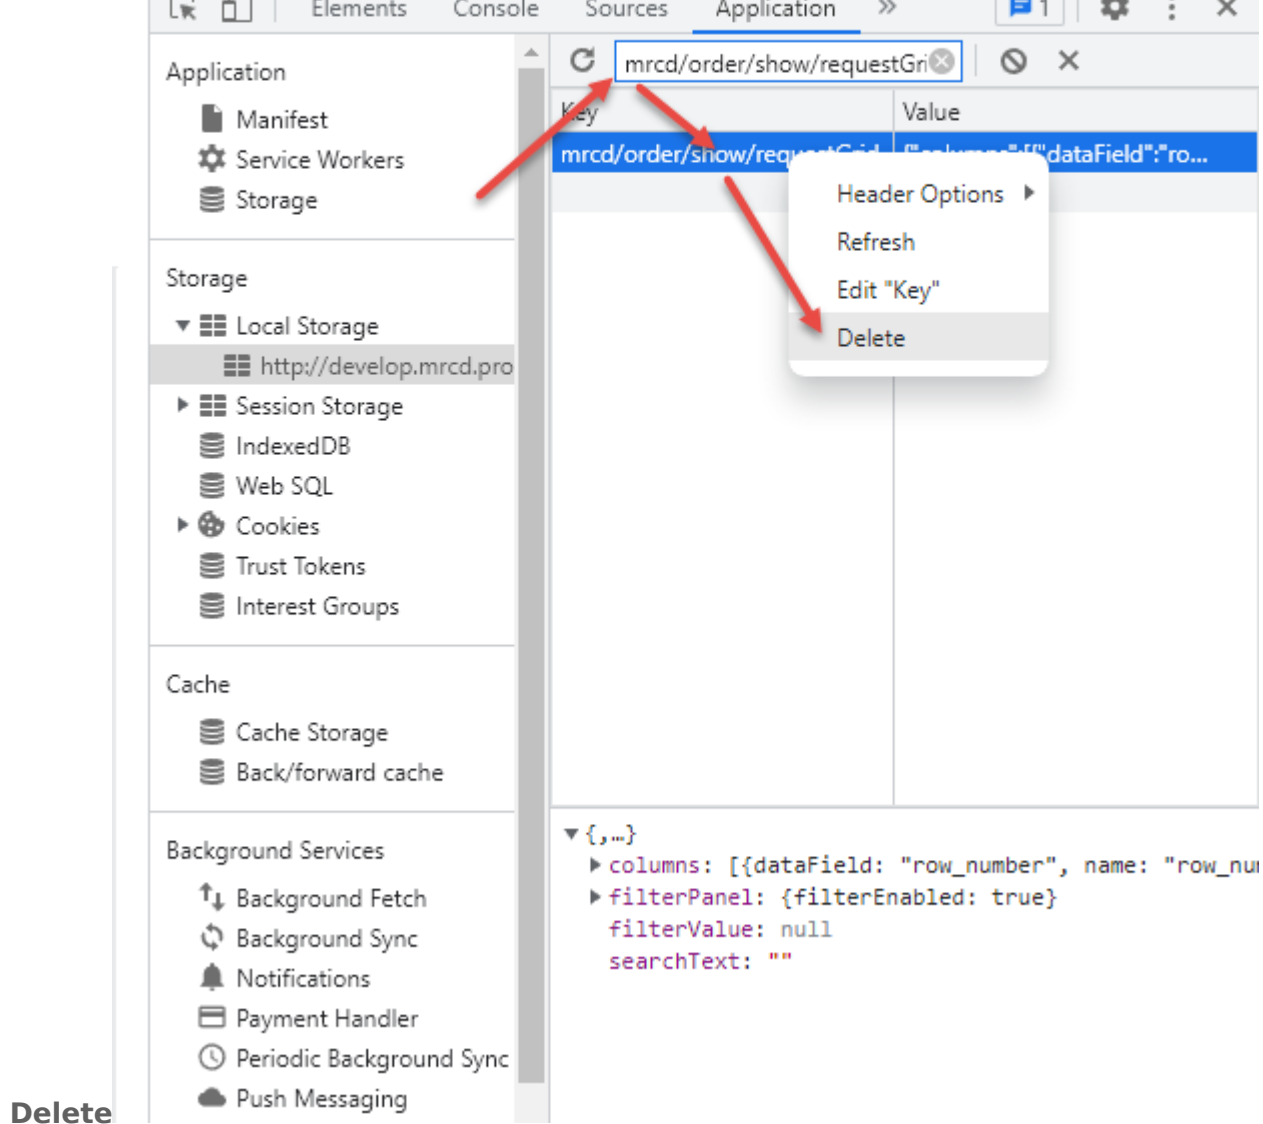 Elements Console Sources Application » 1
mrcd/order/show/requestGri
Application
Manifest
Service Workers
Storage
Storage
Local Storage
http://develop.mrcd.pro
Session Storage
IndexedDB
Web SQL
Cookies
Trust Tokens
Interest Groups
Cache
Cache Storage
Back/forward cache
Background Services
Background Fetch
Background Sync
Notifications
Payment Handler
Periodic Background Sync
Push Messaging
Key Value
mrcd/order/show/requestGrid {"columns":[{"dataField":"ro...
Header Options
Refresh
Edit "Key"
Delete
{,…}
columns: [{dataField: "row_number", name: "row_nu
filterPanel: {filterEnabled: true}
filterValue: null
searchText: ""
Delete